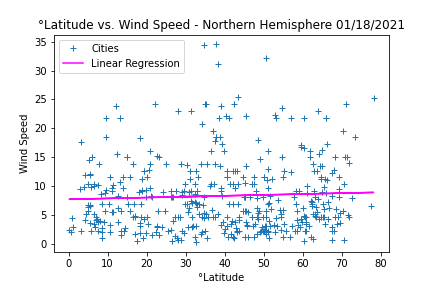 °Latitude vs. Wind Speed - Northern Hemisphere 01/18/2021
Cities
Linear Regression
Wind Speed
35
30
25
20
15
10
5
0
0 10 20 30 40 50 60 70 80
°Latitude